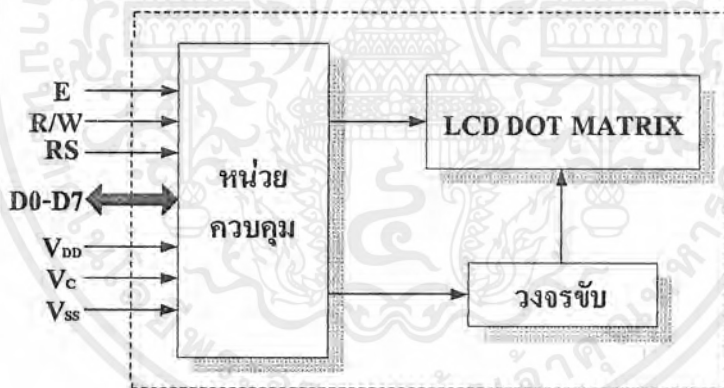 E
R/W
RS
D0-D7
VDD
VC
VSS
หน่วย
ควบคุม
LCD DOT MATRIX
วงจรขับ